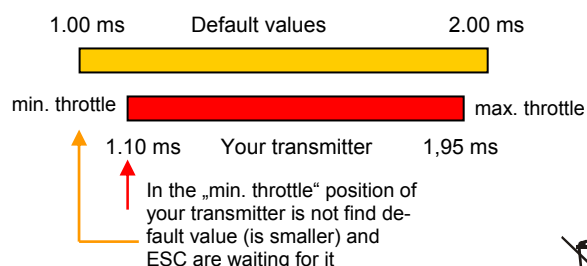 1.00 ms Default values 2.00 ms
min. throttle max. throttle
1.10 ms Your transmitter 1,95 ms
In the „min. throttle“ position of
your transmitter is not find de-
fault value (is smaller) and
ESC are waiting for it